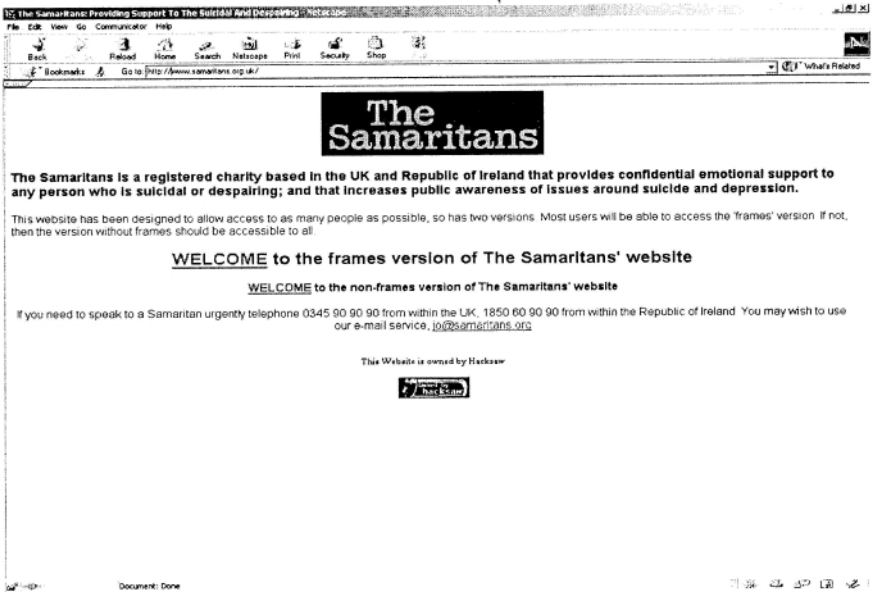 The Samaritans: Providing Support To The Suicidal And Despairing - Netscape
File Edit View Go Communicator Help
Back Reload Home Search Netscape Print Security Shop
Bookmarks Go to: http://www.samaritans.org.uk/ What's Related
The
Samaritans
The Samaritans is a registered charity based in the UK and Republic of Ireland that provides confidential emotional support to
any person who is suicidal or despairing; and that increases public awareness of issues around suicide and depression.
This website has been designed to allow access to as many people as possible, so has two versions. Most users will be able to access the 'frames' version. If not,
then the version without frames should be accessible to all.
WELCOME to the frames version of The Samaritans' website
WELCOME to the non-frames version of The Samaritans' website
If you need to speak to a Samaritan urgently telephone 0345 90 90 90 from within the UK, 1850 60 90 90 from within the Republic of Ireland. You may wish to use
our e-mail service, jo@samaritans.org
This Website is owned by Hacksaw
hacksaw
Document: Done